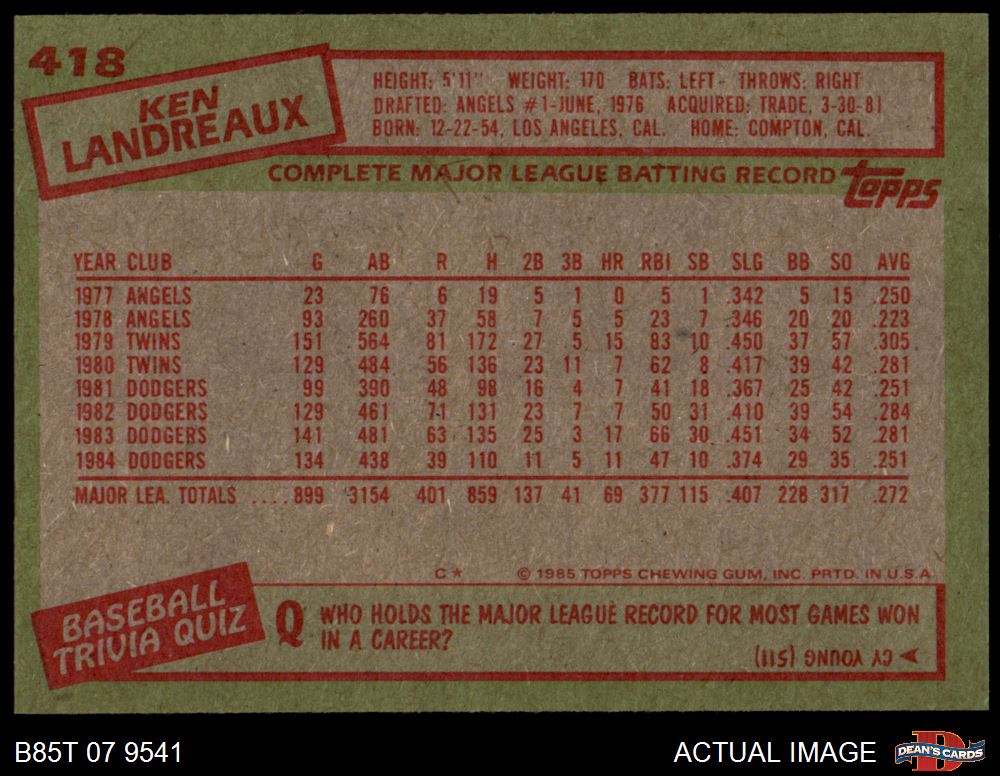 418
KEN
LANDREAUX
HEIGHT: 5'11" WEIGHT: 170 BATS: LEFT- THROWS: RIGHT
DRAFTED: ANGELS #1-JUNE, 1976 ACQUIRED: TRADE, 3-30-81
BORN: 12-22-54, LOS ANGELES, CAL. HOME: COMPTON, CAL.
COMPLETE MAJOR LEAGUE BATTING RECORD topps
YEAR CLUB G AB R H 2B 3B HR RBI SB SLG BB SO AVG
1977 ANGELS 23 76 6 19 5 1 0 5 1 .342 5 15 .250
1978 ANGELS 93 260 37 58 7 5 5 23 7 .346 20 20 .223
1979 TWINS 151 564 81 172 27 5 15 83 10 .450 37 57 .305
1980 TWINS 129 484 56 136 23 11 7 62 8 .417 39 42 .281
1981 DODGERS 99 390 48 98 16 4 7 41 18 .367 25 42 .251
1982 DODGERS 129 461 71 131 23 7 7 50 31 .410 39 54 .284
1983 DODGERS 141 481 63 135 25 3 17 66 30 .451 34 52 .281
1984 DODGERS 134 438 39 110 11 5 11 47 10 .374 29 35 .251
MAJOR LEA. TOTALS ....899 3154 401 859 137 41 69 377 115 .407 228 317 .272
C* © 1985 TOPPS CHEWING GUM, INC. PRTD. IN U.S.A
BASEBALL
TRIVIA QUIZ
Q WHO HOLDS THE MAJOR LEAGUE RECORD FOR MOST GAMES WON
IN A CAREER?
CY YOUNG (511)
B85T 07 9541 ACTUAL IMAGE DEAN'S CARDS